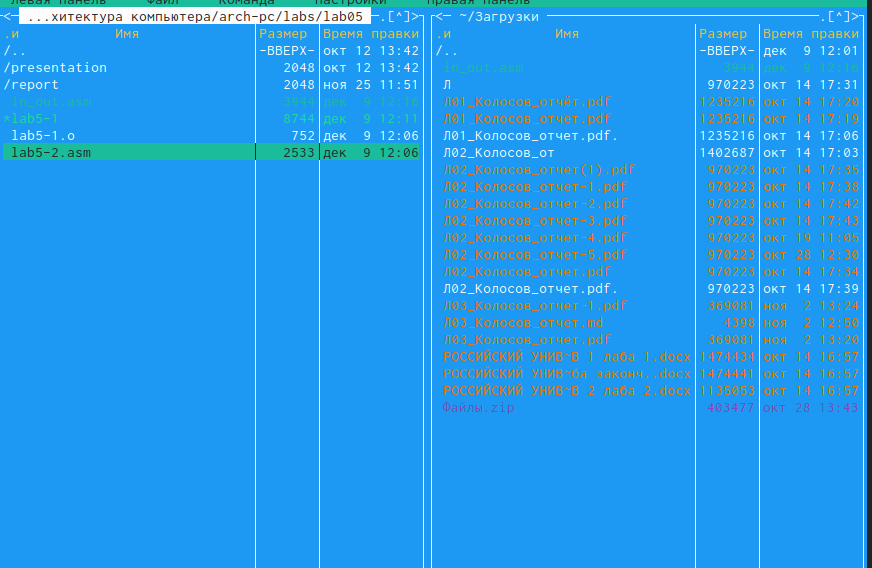 левая панель Файл Команда Настройки Правая панель
<─ ...хитектура компьютера/arch-pc/labs/lab05 .[^]>
.и Имя Размер Время правки
/.. -ВВЕРХ- окт 12 13:42
/presentation 2048 окт 12 13:42
/report 2048 ноя 25 11:51
in_out.asm 3944 дек 9 12:16
*lab5-1 8744 дек 9 12:11
lab5-1.o 752 дек 9 12:06
lab5-2.asm 2533 дек 9 12:06
<─ ~/Загрузки .[^]>
.и Имя Размер Время правки
/.. -ВВЕРХ- дек 9 12:01
in_out.asm 3944 дек 9 12:16
Л 970223 окт 14 17:31
Л01_Колосов_отчёт.pdf 1235216 окт 14 17:20
Л01_Колосов_отчет.pdf 1235216 окт 14 17:19
Л01_Колосов_отчет.pdf. 1235216 окт 14 17:06
Л02_Колосов_от 1402687 окт 14 17:03
Л02_Колосов_отчет(1).pdf 970223 окт 14 17:35
Л02_Колосов_отчет-1.pdf 970223 окт 14 17:38
Л02_Колосов_отчет-2.pdf 970223 окт 14 17:42
Л02_Колосов_отчет-3.pdf 970223 окт 14 17:43
Л02_Колосов_отчет-4.pdf 970223 окт 19 11:05
Л02_Колосов_отчет-5.pdf 970223 окт 28 12:30
Л02_Колосов_отчет.pdf 970223 окт 14 17:34
Л02_Колосов_отчет.pdf. 970223 окт 14 17:39
Л03_Колосов_отчет-1.pdf 369081 ноя 2 13:24
Л03_Колосов_отчет.md 4398 ноя 2 12:50
Л03_Колосов_отчет.pdf 369081 ноя 2 13:20
РОССИЙСКИЙ УНИВ~В 1 лаба 1.docx 1474434 окт 14 16:57
РОССИЙСКИЙ УНИВ~ба законч..docx 1474441 окт 14 16:57
РОССИЙСКИЙ УНИВ~В 2 лаба 2.docx 1135053 окт 14 16:57
Файлы.zip 403477 окт 28 13:43